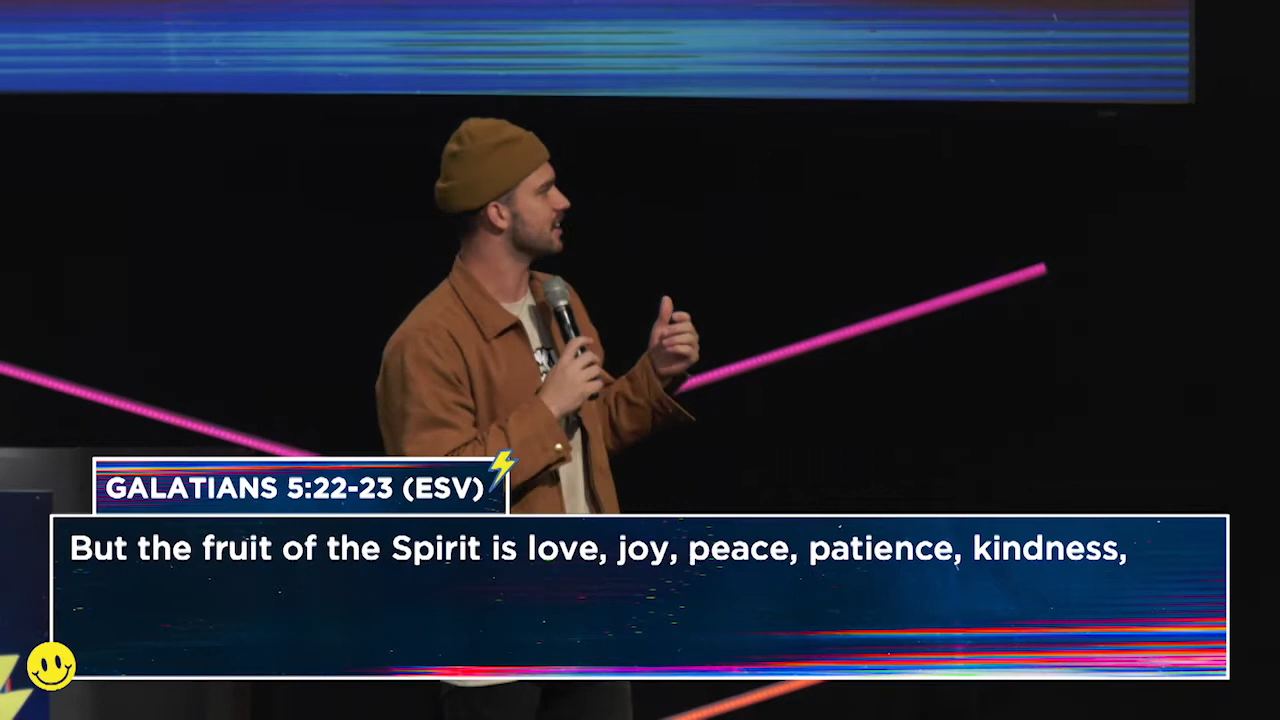 GALATIANS 5:22-23 (ESV)
But the fruit of the Spirit is love, joy, peace, patience, kindness,